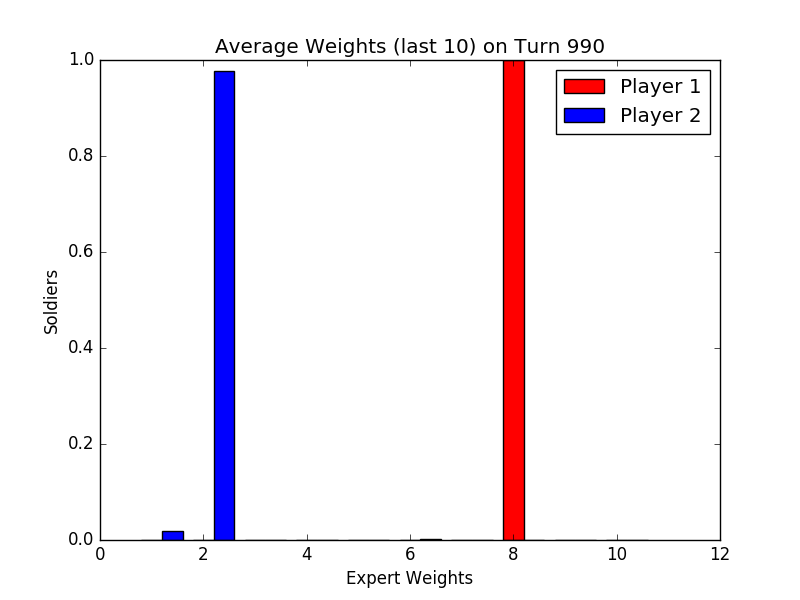 Average Weights (last 10) on Turn 990
1.0
0.8
0.6
0.4
0.2
0.0
Soldiers
Player 1
Player 2
0 2 4 6 8 10 12
Expert Weights